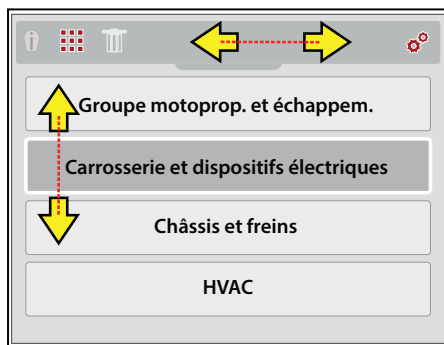 Groupe motoprop. et échappem.
Carrosserie et dispositifs électriques
Châssis et freins
HVAC